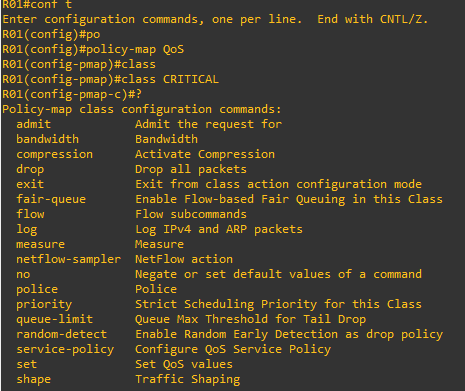 R01#conf t
Enter configuration commands, one per line.  End with CNTL/Z.
R01(config)#po
R01(config)#policy-map QoS
R01(config-pmap)#class
R01(config-pmap)#class CRITICAL
R01(config-pmap-c)#?
Policy-map class configuration commands:
  admit            Admit the request for
  bandwidth        Bandwidth
  compression      Activate Compression
  drop             Drop all packets
  exit             Exit from class action configuration mode
  fair-queue       Enable Flow-based Fair Queuing in this Class
  flow             Flow subcommands
  log              Log IPv4 and ARP packets
  measure          Measure
  netflow-sampler  NetFlow action
  no               Negate or set default values of a command
  police           Police
  priority         Strict Scheduling Priority for this Class
  queue-limit      Queue Max Threshold for Tail Drop
  random-detect    Enable Random Early Detection as drop policy
  service-policy   Configure QoS Service Policy
  set              Set QoS values
  shape            Traffic Shaping